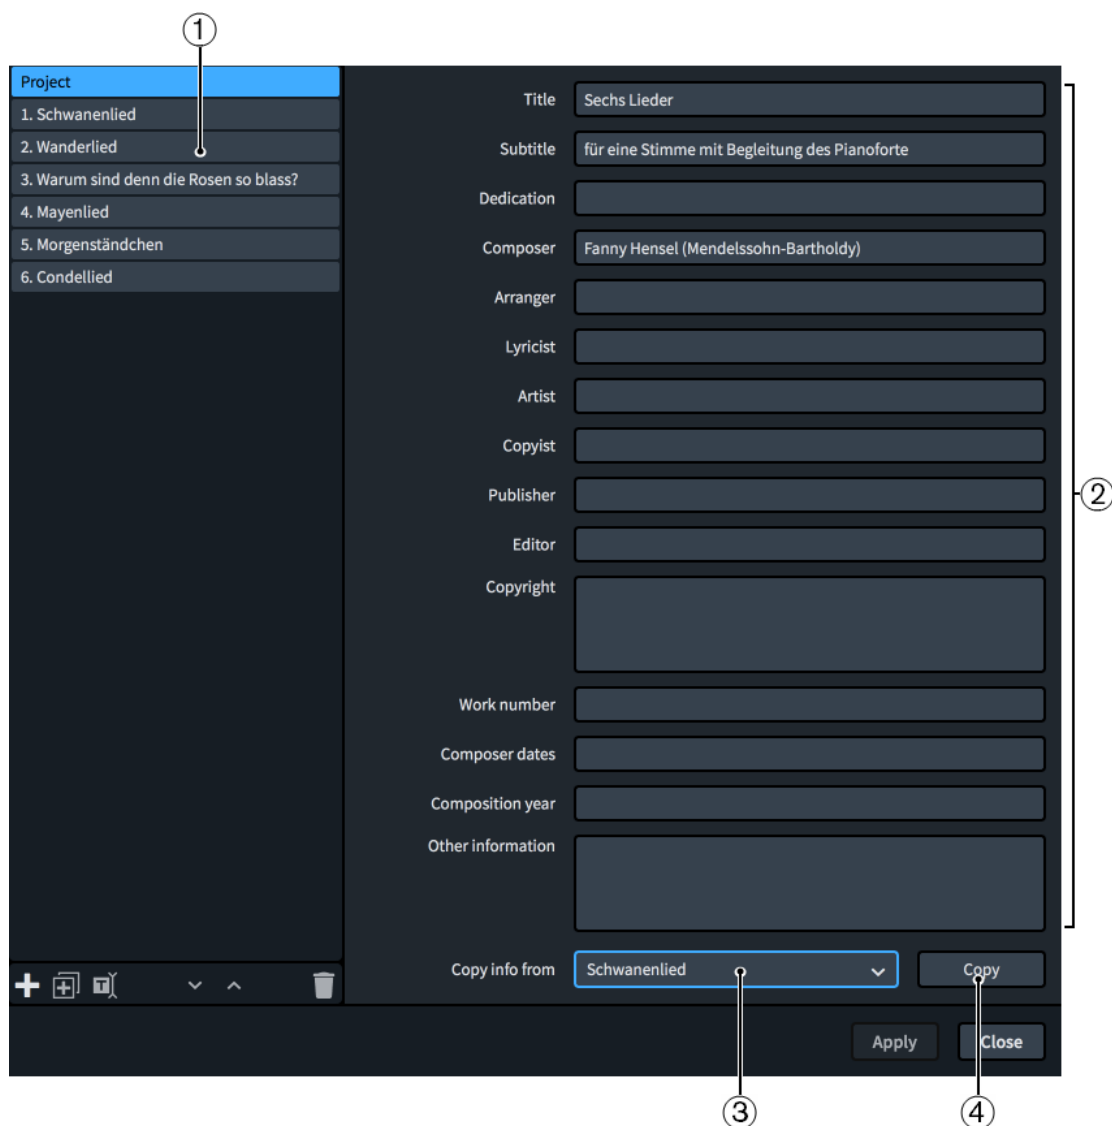 ①
Project
1. Schwanenlied
2. Wanderlied
3. Warum sind denn die Rosen so blass?
4. Mayenlied
5. Morgenständchen
6. Condellied
Title Sechs Lieder
Subtitle für eine Stimme mit Begleitung des Pianoforte
Dedication
Composer Fanny Hensel (Mendelssohn-Bartholdy)
Arranger
Lyricist
Artist
Copyist
Publisher
②
Editor
Copyright
Work number
Composer dates
Composition year
Other information
Copy info from Schwanenlied Copy
Apply Close
③ ④